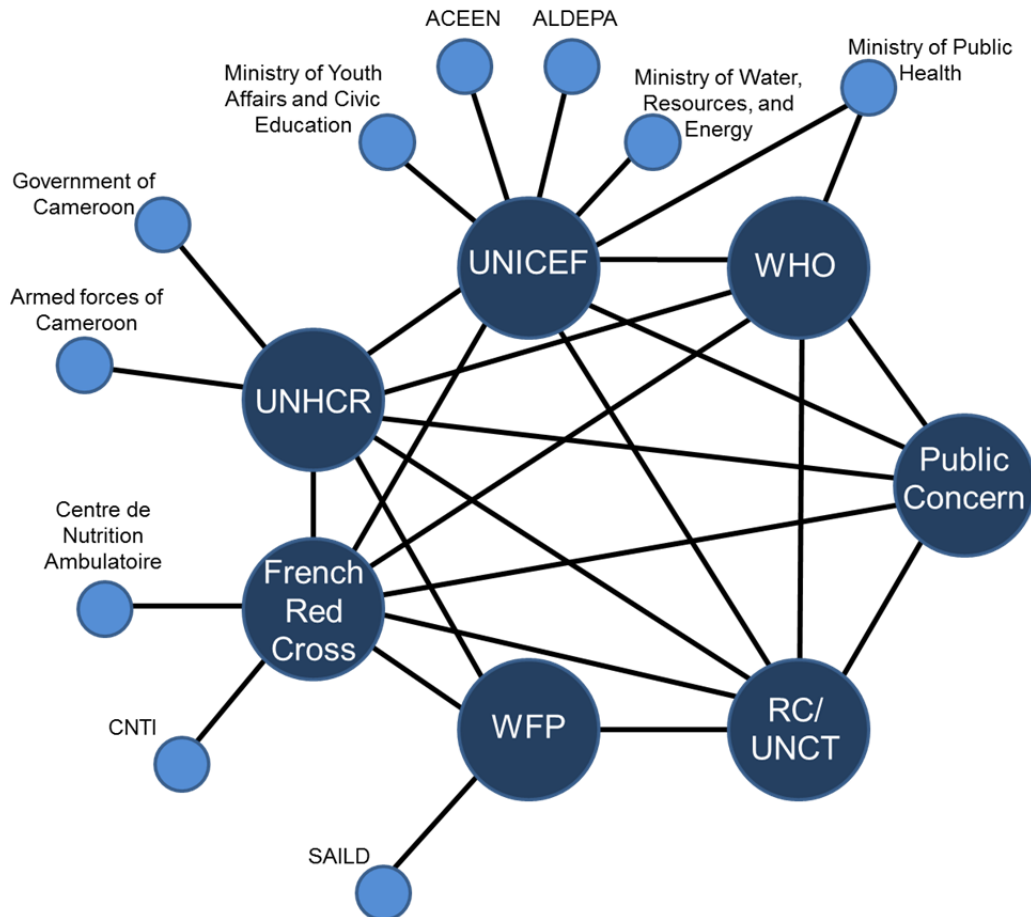 ACEEN
ALDEPA
Ministry of Youth
Affairs and Civic
Education
Ministry of Water,
Resources, and
Energy
Ministry of Public
Health
Government of
Cameroon
UNICEF
WHO
Armed forces of
Cameroon
UNHCR
Public
Concern
Centre de
Nutrition
Ambulatoire
French
Red
Cross
CNTI
WFP
RC/
UNCT
SAILD